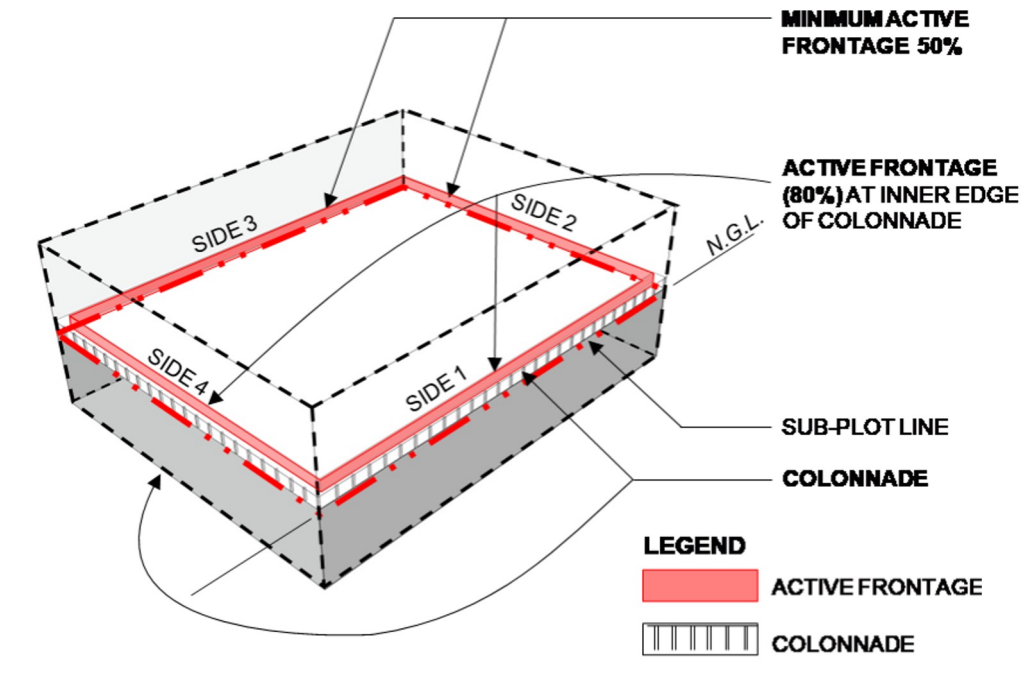 MINIMUM ACTIVE
FRONTAGE 50%
ACTIVE FRONTAGE
(80%) AT INNER EDGE
OF COLONNADE
N.G.L.
SIDE 2
SIDE 3
SIDE 4
SIDE 1
SUB-PLOT LINE
COLONNADE
LEGEND
ACTIVE FRONTAGE
COLONNADE